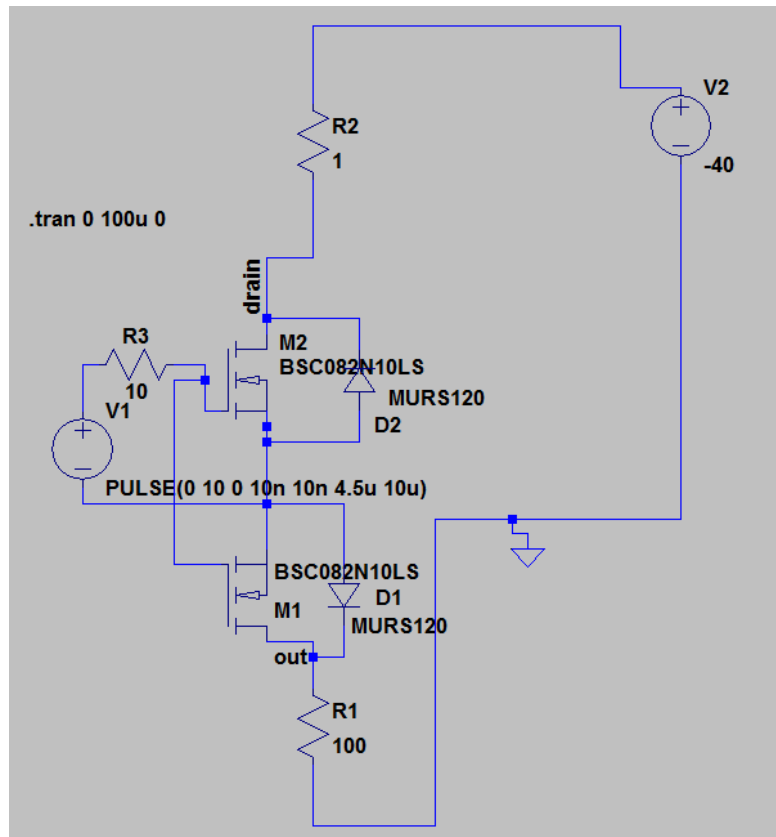 V2
R2
1
-40
.tran 0 100u 0
drain
R3
M2
BSC082N10LS
10
MURS120
V1
D2
PULSE(0 10 0 10n 10n 4.5u 10u)
BSC082N10LS
D1
M1
MURS120
out
R1
100